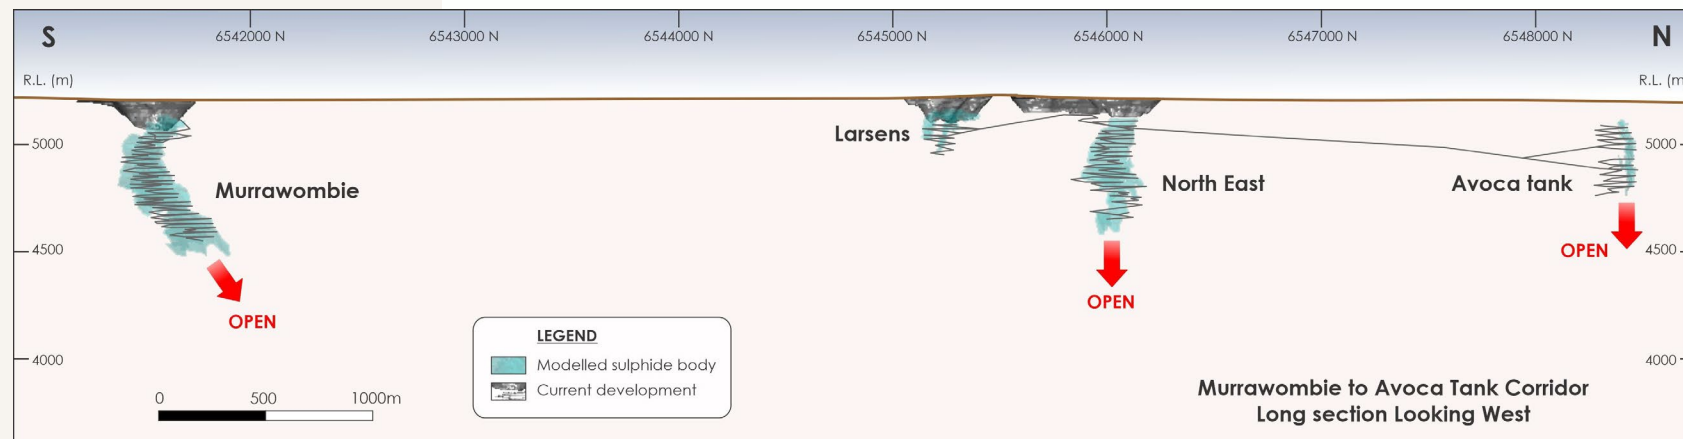 S
6542000 N
6543000 N
6544000 N
6545000 N
6546000 N
6547000 N
6548000 N
N
R.L. (m)
R.L. (m
5000
Larsens
5000
Murrawombie
North East
Avoca tank
4500
OPEN
4500
OPEN
OPEN
LEGEND
Modelled sulphide body
Current development
4000
4000
0 500 1000m
Murrawombie to Avoca Tank Corridor
Long section Looking West